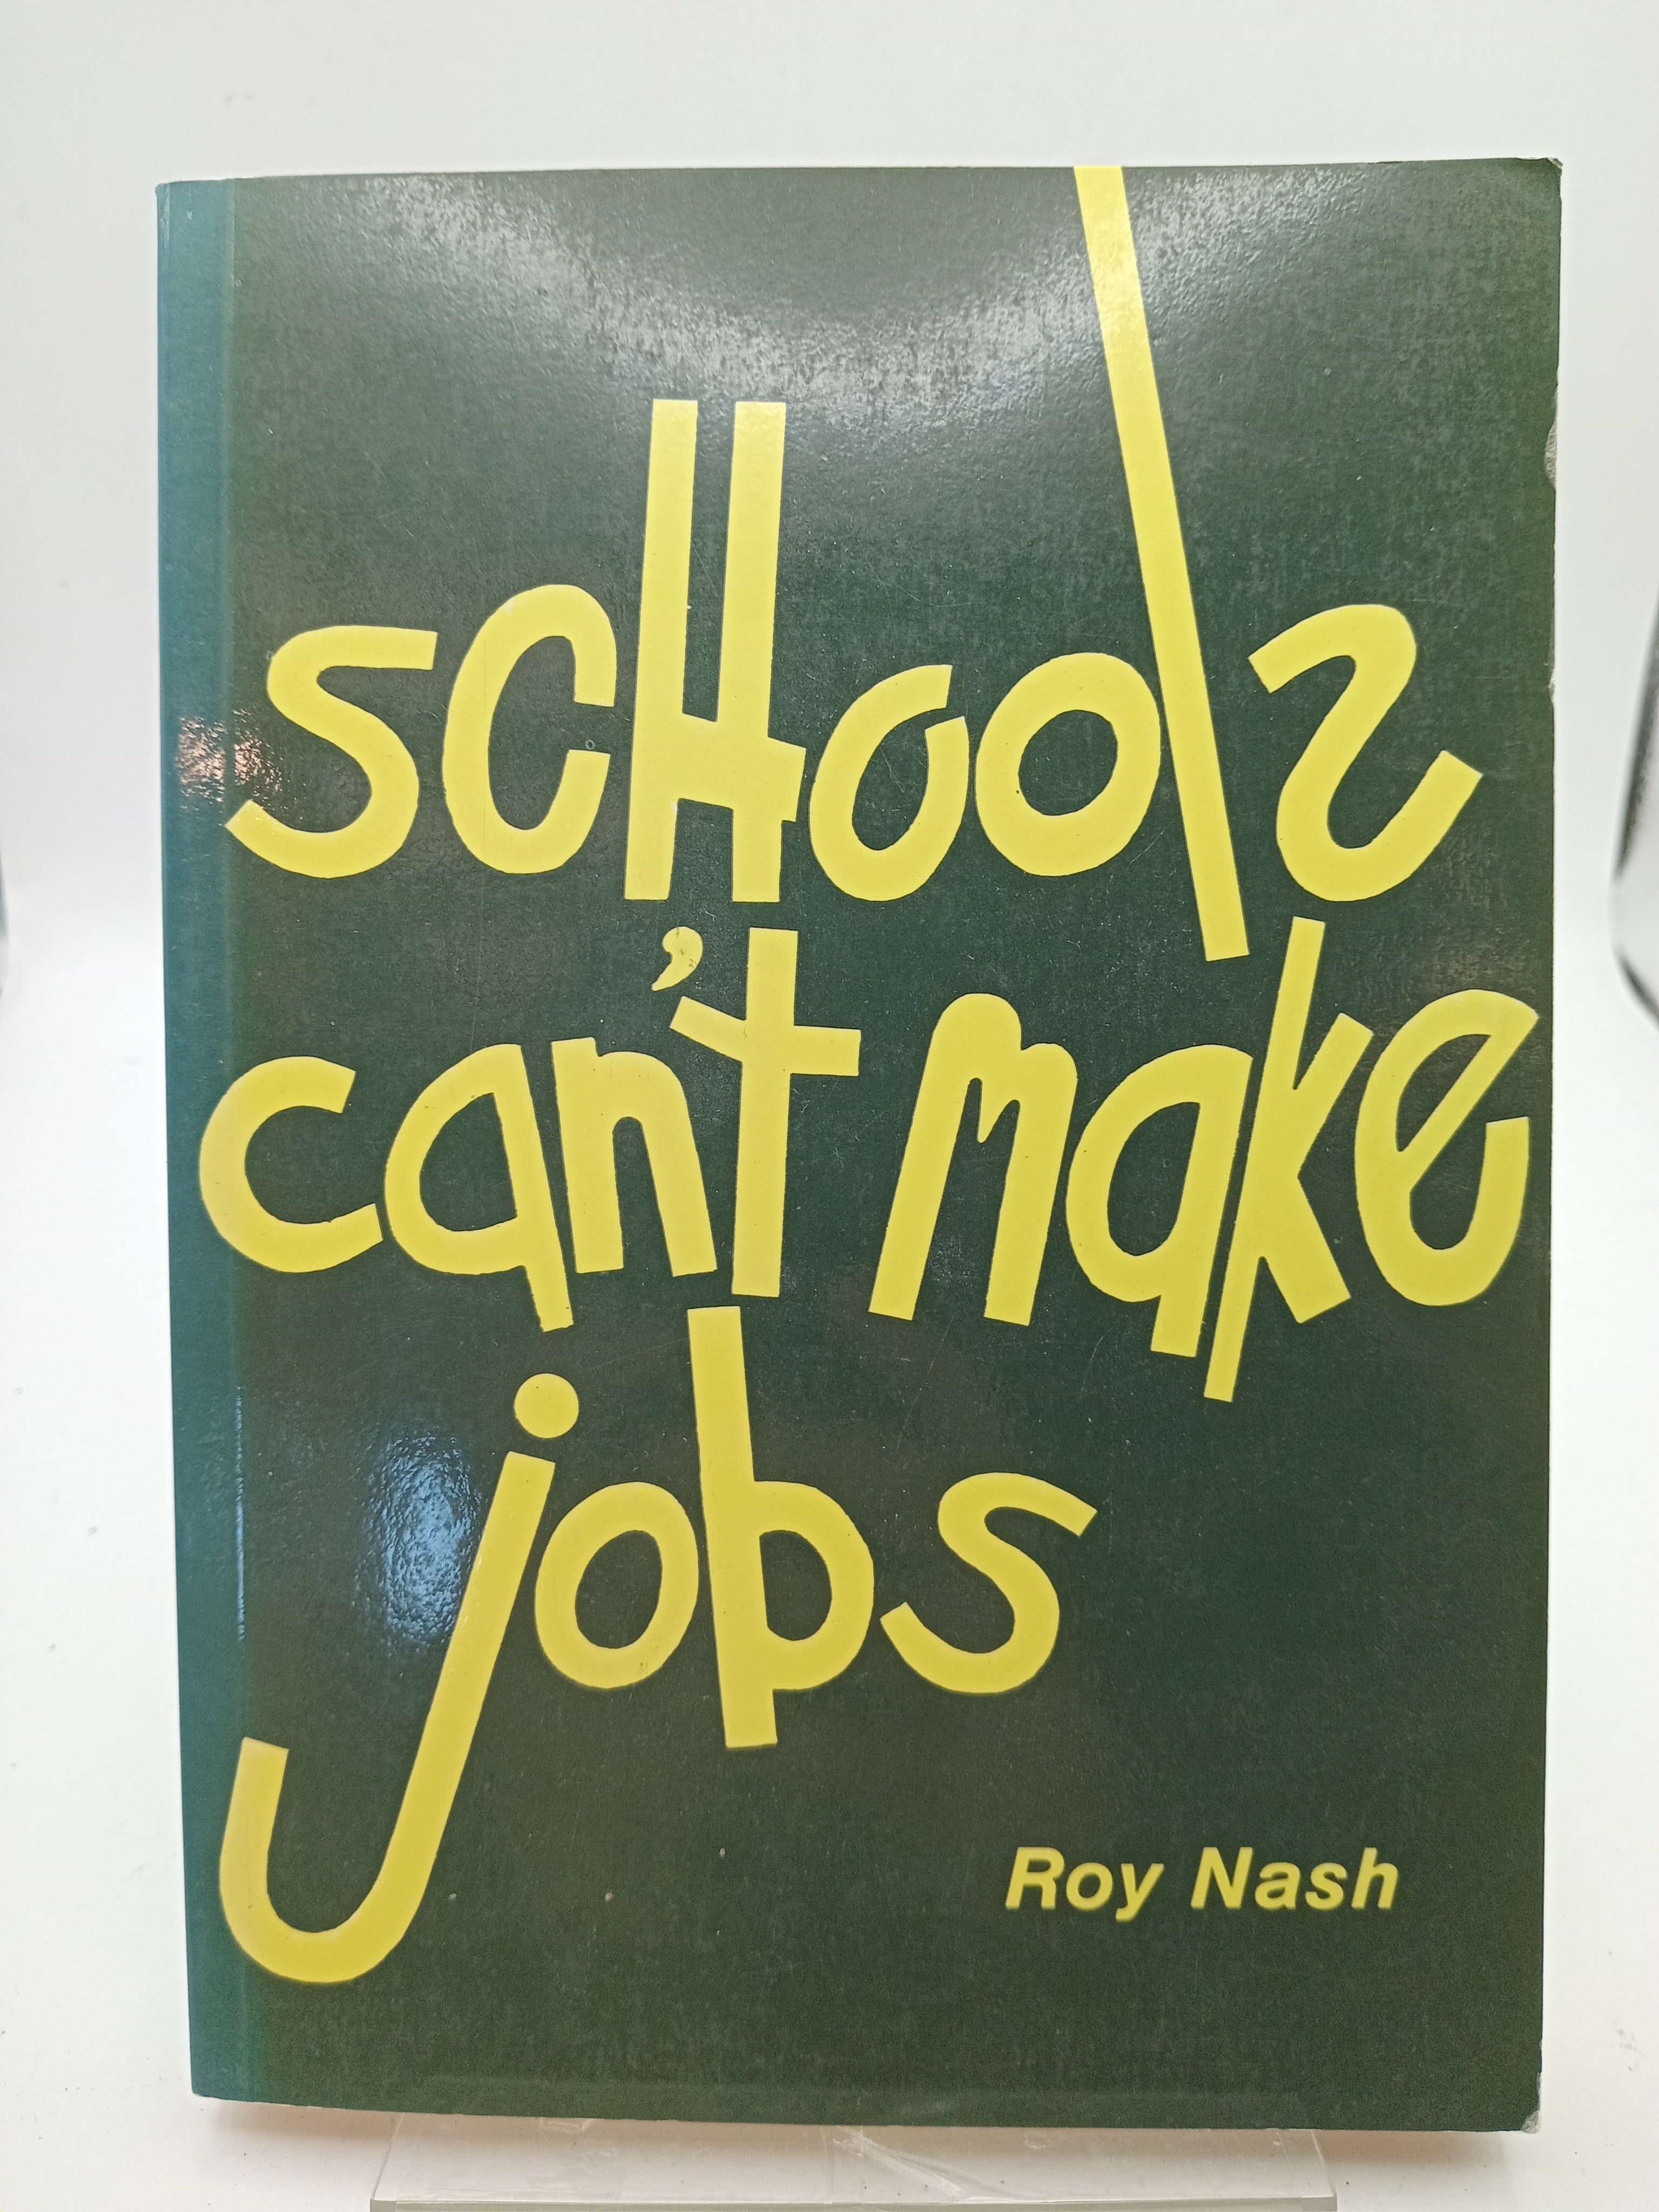 scHools
can't make
jobs
Roy Nash